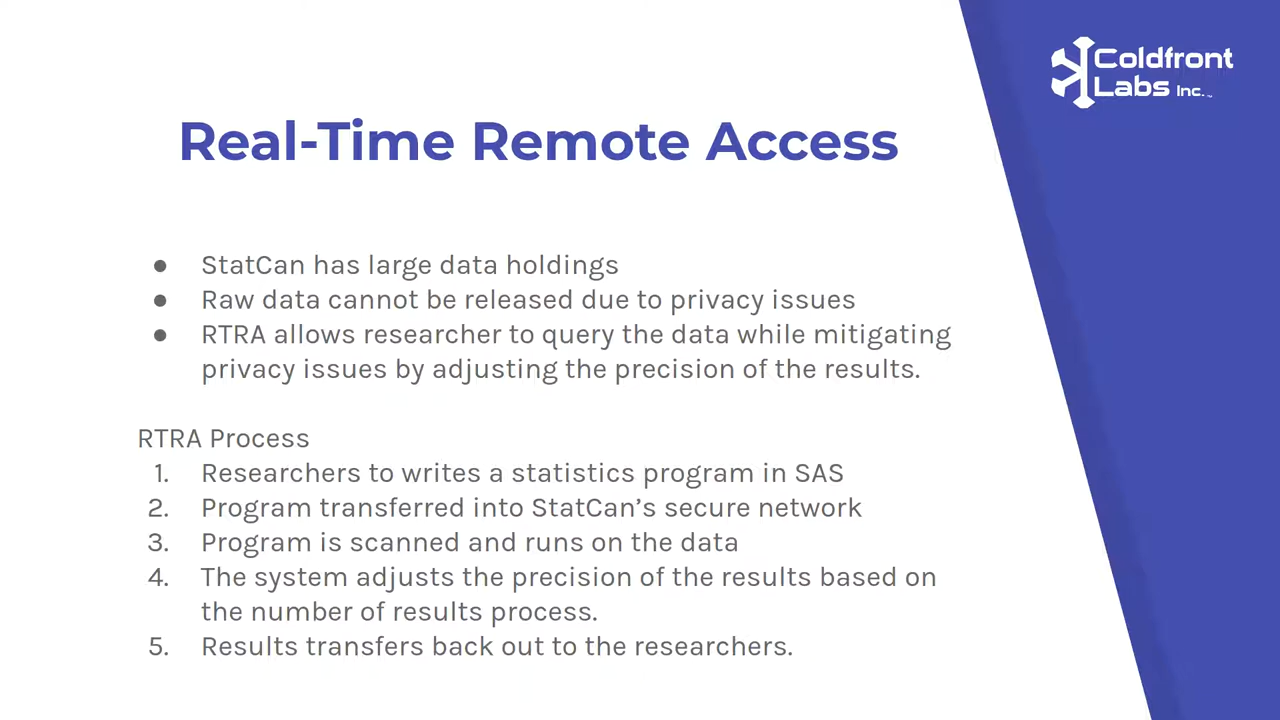 Coldfront
Labs Inc.
Real-Time Remote Access
● StatCan has large data holdings
● Raw data cannot be released due to privacy issues
● RTRA allows researcher to query the data while mitigating
privacy issues by adjusting the precision of the results.
RTRA Process
1. Researchers to writes a statistics program in SAS
2. Program transferred into StatCan’s secure network
3. Program is scanned and runs on the data
4. The system adjusts the precision of the results based on
the number of results process.
5. Results transfers back out to the researchers.